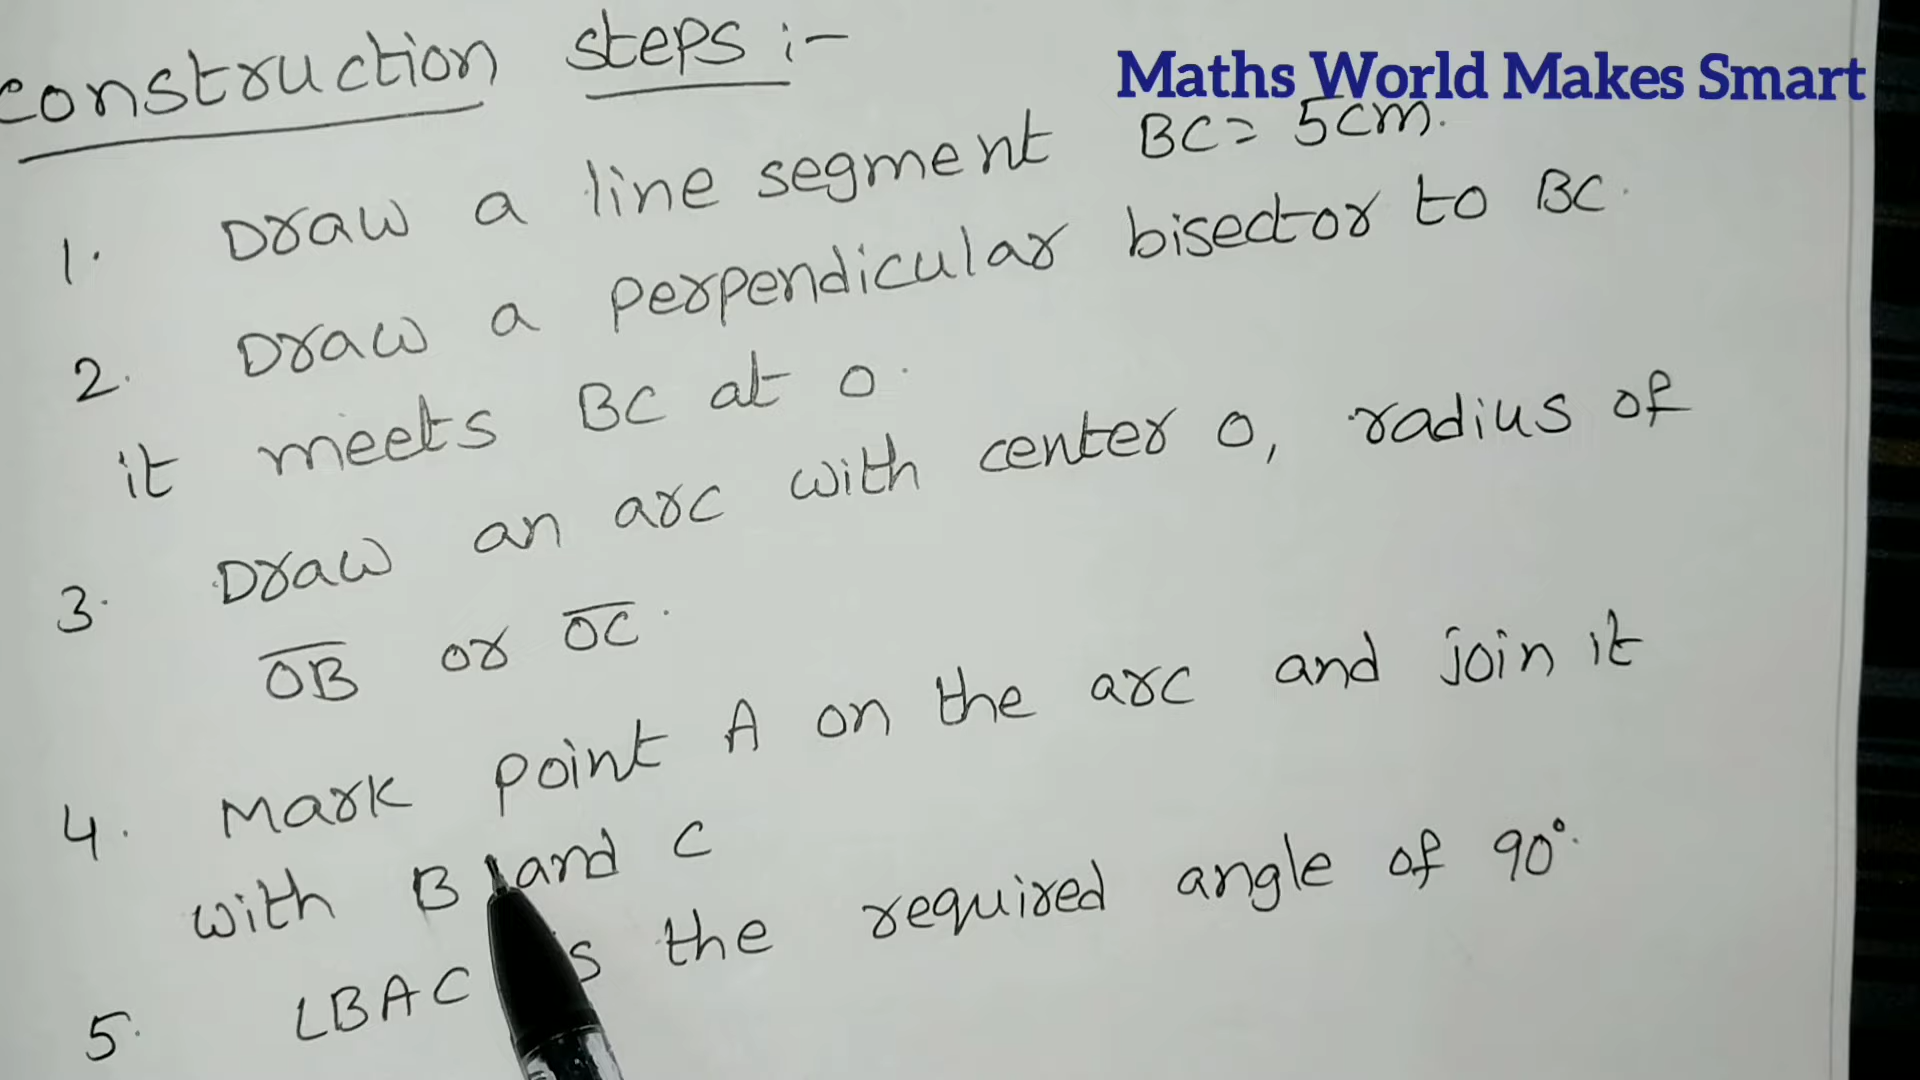 construction steps :-
Maths World Makes Smart
1. Draw a line segment BC= 5cm.
2. Draw a perpendicular bisector to BC.
it meets BC at O.
3. Draw an arc with center O, radius of
OB or OC.
4. Mark point A on the arc and join it
with B and C
5. ∠BAC is the required angle of 90°.